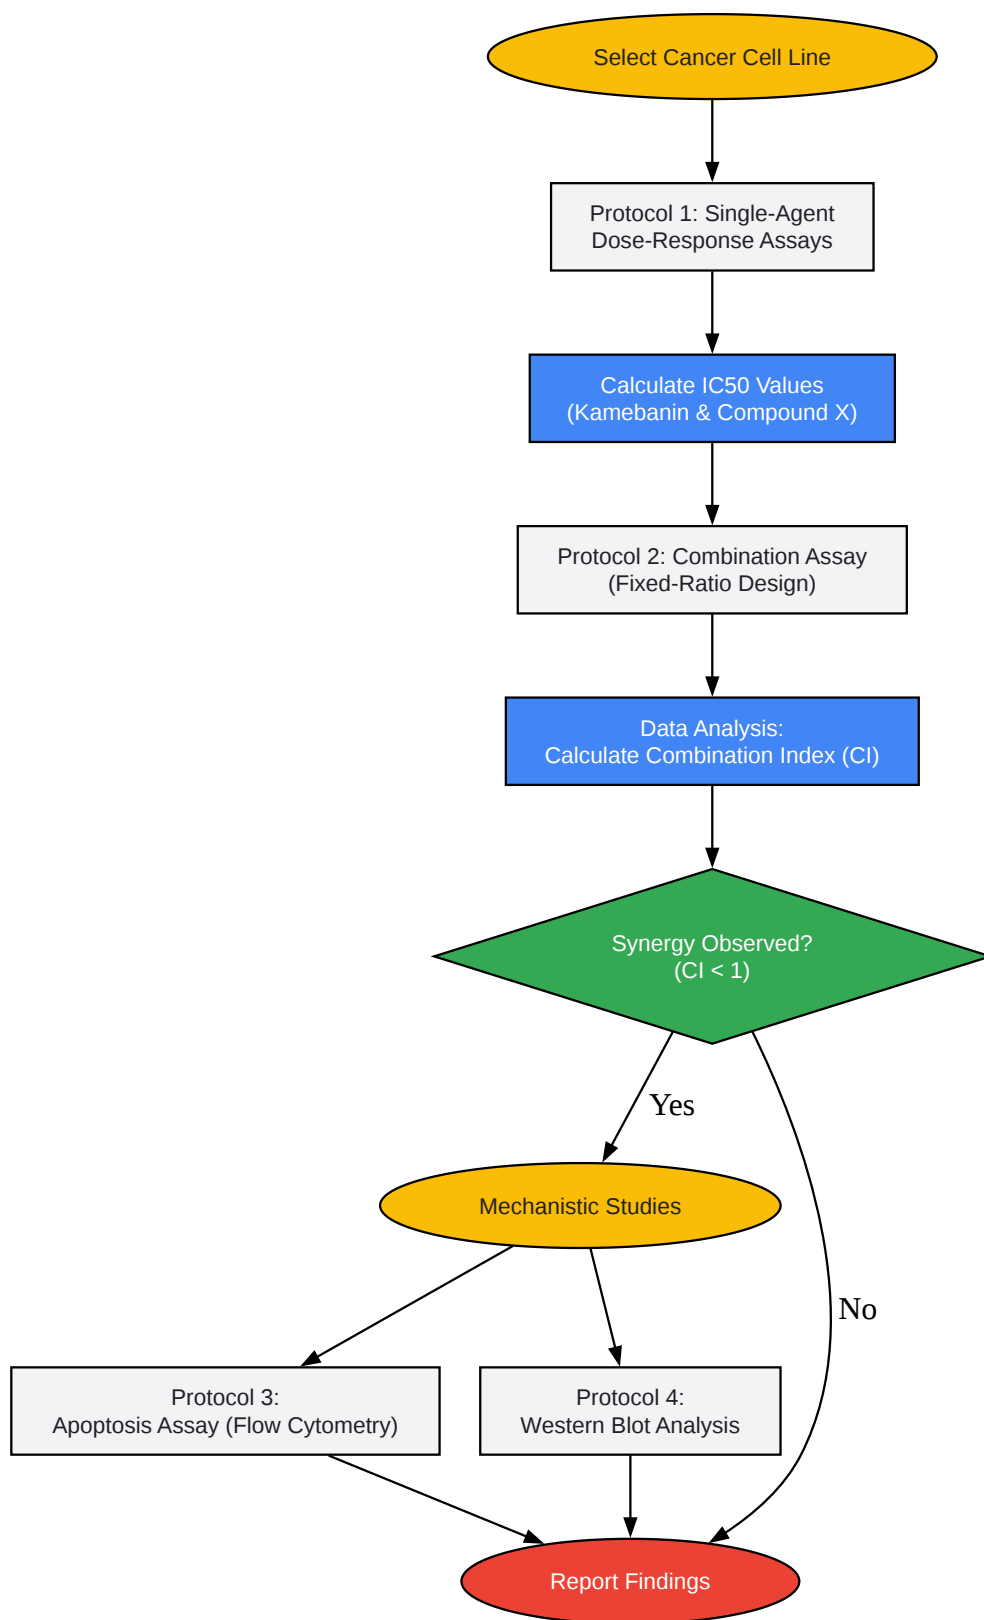 Select Cancer Cell Line
Protocol 1: Single-Agent
Dose-Response Assays
Calculate IC50 Values
(Kamebanin & Compound X)
Protocol 2: Combination Assay
(Fixed-Ratio Design)
Data Analysis:
Calculate Combination Index (CI)
Synergy Observed?
(CI < 1)
Yes
Mechanistic Studies
No
Protocol 3:
Apoptosis Assay (Flow Cytometry)
Protocol 4:
Western Blot Analysis
Report Findings